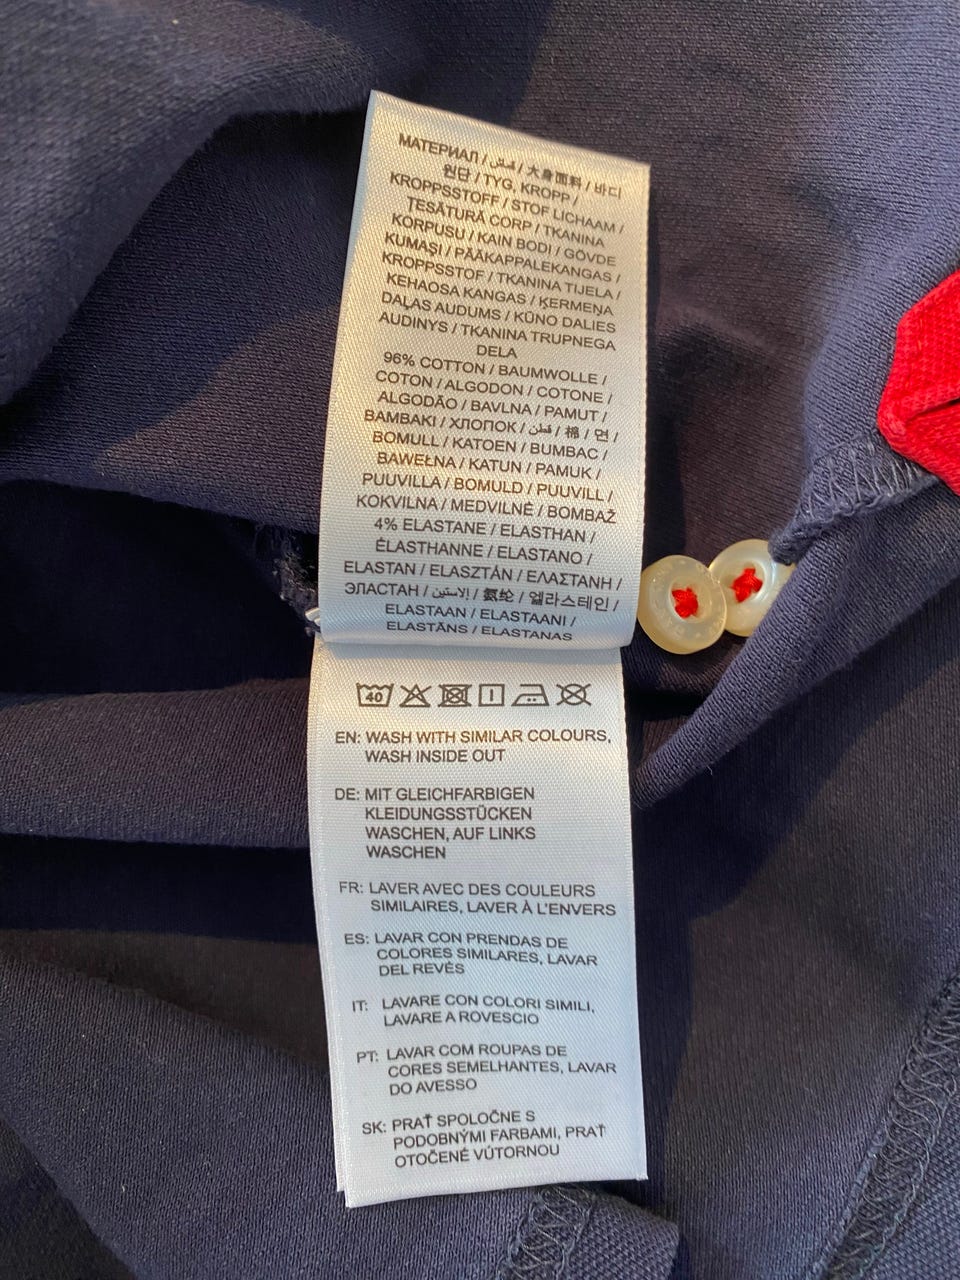 МАТЕРИАЛ / قماش / 大身面料 / 바디
원단 / TYG, KROPP /
KROPPSSTOFF / STOF LICHAAM /
ŢESĂTURĂ CORP / TKANINA
KORPUSU / KAIN BODI / GÖVDE
KUMAŞI / PÄÄKAPPALEKANGAS /
KROPPSSTOF / TKANINA TIJELA /
KEHAOSA KANGAS / ĶERMEŅA
DAĻAS AUDUMS / KŪNO DALIES
AUDINYS / TKANINA TRUPNEGA
DELA
96% COTTON / BAUMWOLLE /
COTON / ALGODON / COTONE /
ALGODÃO / BAVLNA / PAMUT /
ΒΑΜΒΑΚΙ / ХЛОПОК / قطن / 棉 / 면 /
BOMULL / KATOEN / BUMBAC /
BAWEŁNA / KATUN / PAMUK /
PUUVILLA / BOMULD / PUUVILL /
KOKVILNA / MEDVILNĖ / BOMBAŽ
4% ELASTANE / ELASTHAN /
ÉLASTHANNE / ELASTANO /
ELASTAN / ELASZTÁN / ΕΛΑΣΤΑΝΗ /
ЭЛАСТАН / الاستين / 氨纶 / 엘라스테인 /
ELASTAAN / ELASTAANI /
ELASTĀNS / ELASTANAS
40
EN: WASH WITH SIMILAR COLOURS,
WASH INSIDE OUT
DE: MIT GLEICHFARBIGEN
KLEIDUNGSSTÜCKEN
WASCHEN, AUF LINKS
WASCHEN
FR: LAVER AVEC DES COULEURS
SIMILAIRES, LAVER À L'ENVERS
ES: LAVAR CON PRENDAS DE
COLORES SIMILARES, LAVAR
DEL REVÉS
IT: LAVARE CON COLORI SIMILI,
LAVARE A ROVESCIO
PT: LAVAR COM ROUPAS DE
CORES SEMELHANTES, LAVAR
DO AVESSO
SK: PRAŤ SPOLOČNE S
PODOBNÝMI FARBAMI, PRAŤ
OTOČENÉ VÚTORNOU